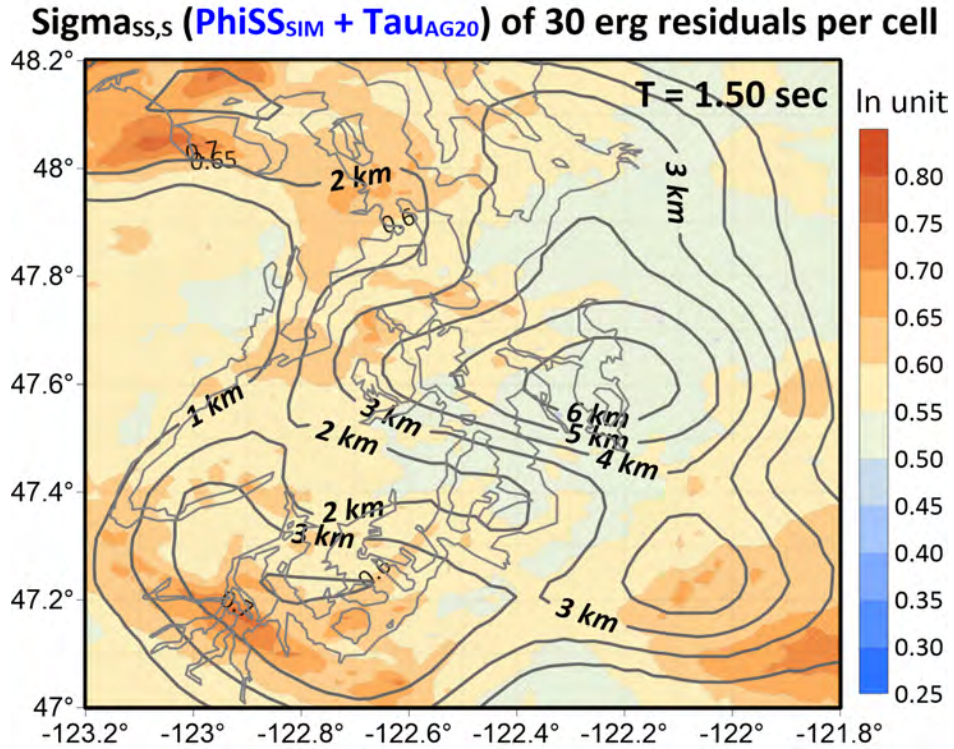 Sigma_SS,S (PhiSS_SIM + Tau_AG20) of 30 erg residuals per cell
T = 1.50 sec
ln unit
48.2°
48°
47.8°
47.6°
47.4°
47.2°
47°
0.7
0.65
2 km
0.6
3 km
1 km
3 km
2 km
6 km
5 km
4 km
2 km
3 km
0.6
0.7
3 km
0.80
0.75
0.70
0.65
0.60
0.55
0.50
0.45
0.40
0.35
0.30
0.25
-123.2° -123° -122.8° -122.6° -122.4° -122.2° -122° -121.8°